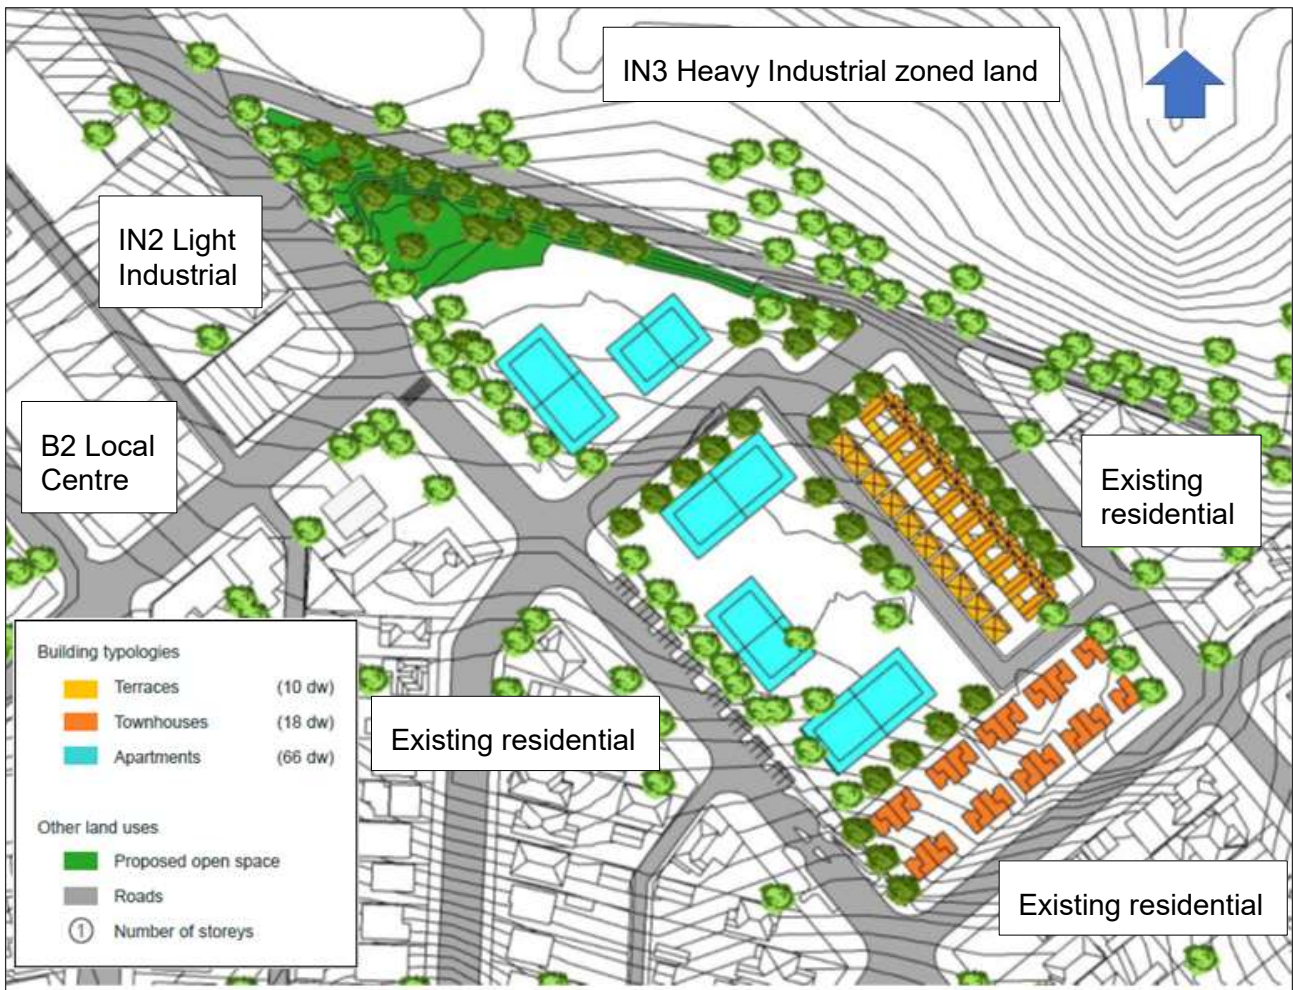 IN3 Heavy Industrial zoned land
IN2 Light
Industrial
B2 Local
Centre
Existing
residential
Existing residential
Existing residential
Building typologies
Terraces (10 dw)
Townhouses (18 dw)
Apartments (66 dw)
Other land uses
Proposed open space
Roads
1 Number of storeys